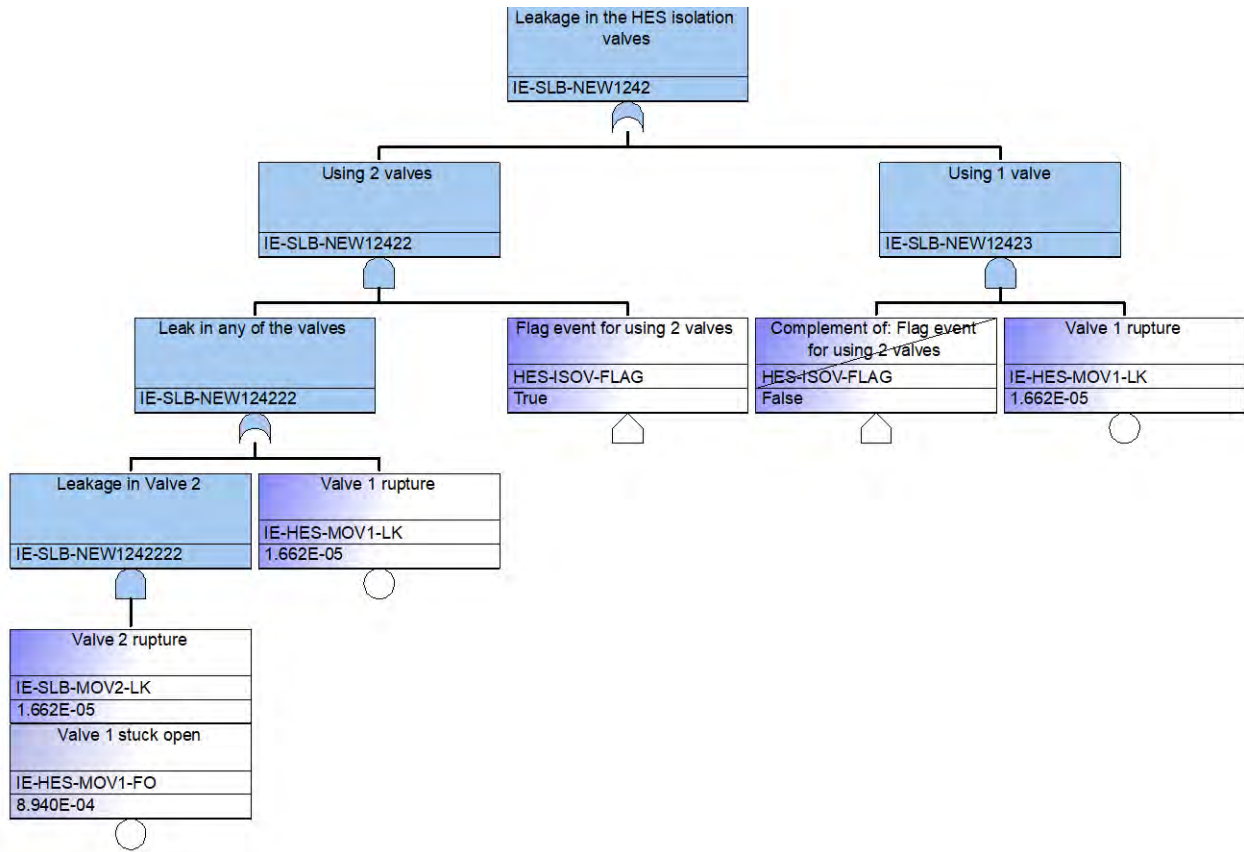 Leakage in the HES isolation
valves
IE-SLB-NEW1242
Using 2 valves
IE-SLB-NEW12422
Using 1 valve
IE-SLB-NEW12423
Leak in any of the valves
IE-SLB-NEW124222
Flag event for using 2 valves
HES-ISOV-FLAG
True
Complement of: Flag event
for using 2 valves
HES-ISOV-FLAG
False
Valve 1 rupture
IE-HES-MOV1-LK
1.662E-05
Leakage in Valve 2
IE-SLB-NEW1242222
Valve 1 rupture
IE-HES-MOV1-LK
1.662E-05
Valve 2 rupture
IE-SLB-MOV2-LK
1.662E-05
Valve 1 stuck open
IE-HES-MOV1-FO
8.940E-04